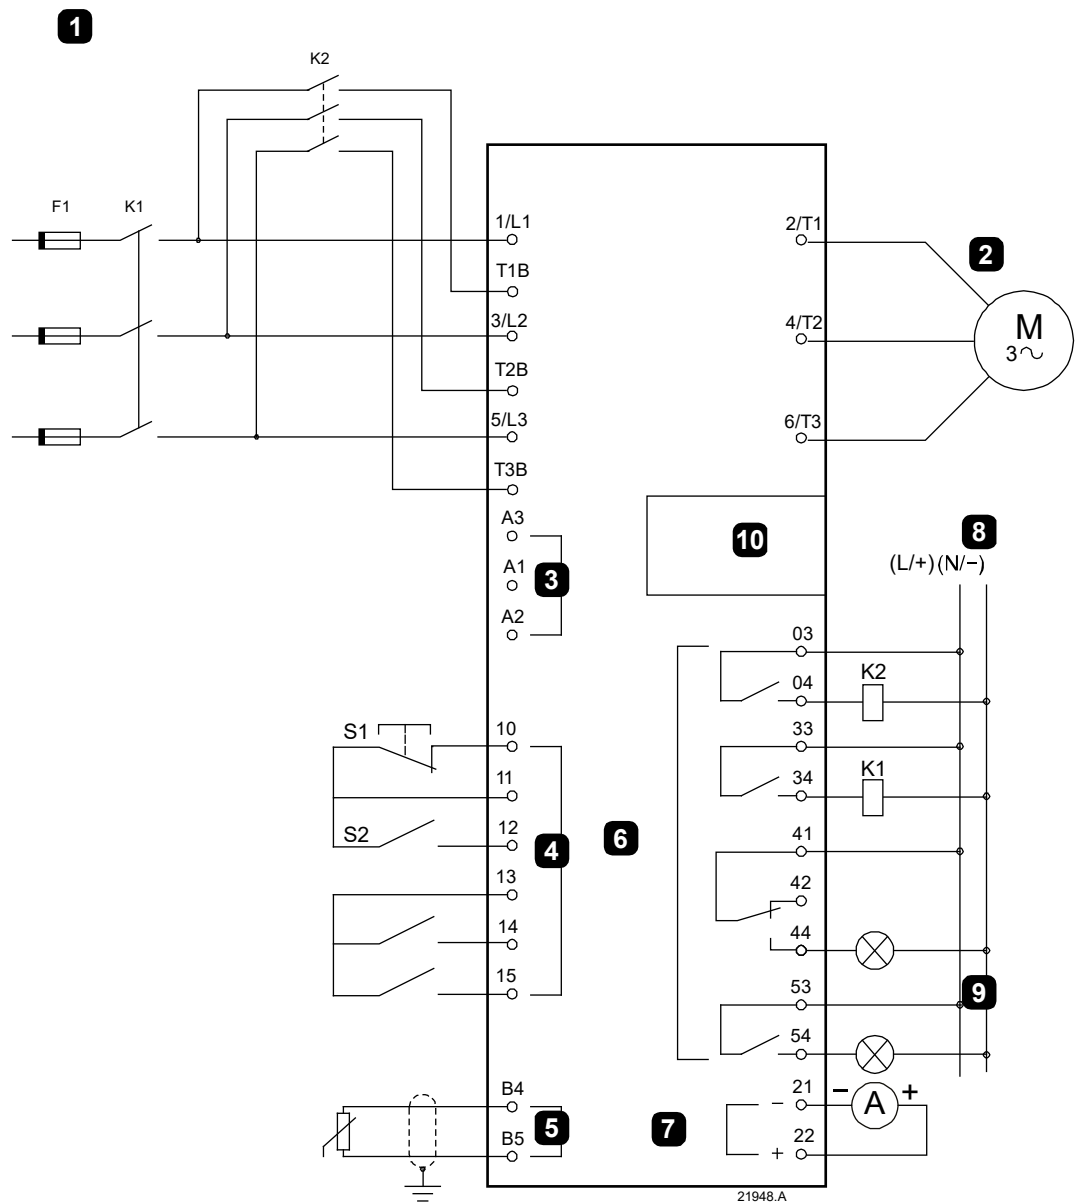 1
K2
F1
K1
1/L1
2/T1
2
T1B
3/L2
4/T2
M
3~
T2B
5/L3
6/T3
T3B
A3
10
8
A1
3
(L/+)(N/−)
A2
03
K2
04
S1
10
33
11
K1
34
S2
12
4
6
41
13
42
14
44
15
53
9
54
B4
21
−
−
A
+
5
7
B5
22
+
21948.A